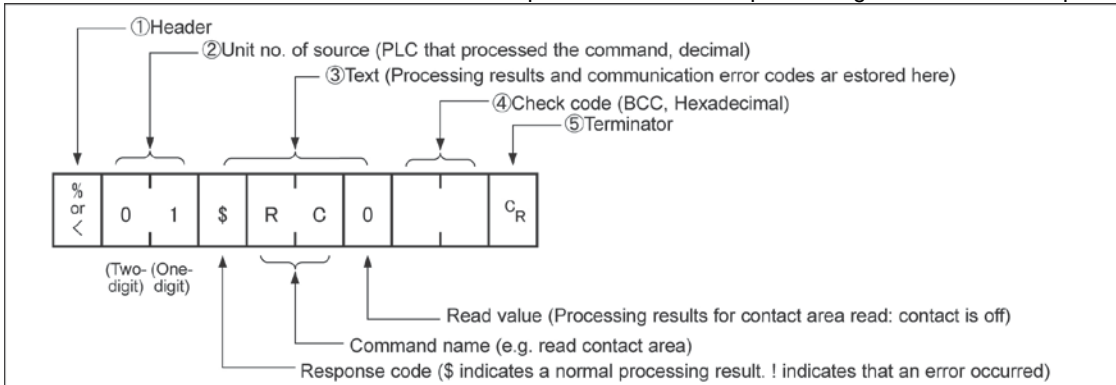 ①Header
②Unit no. of source (PLC that processed the command, decimal)
③Text (Processing results and communication error codes ar estored here)
④Check code (BCC, Hexadecimal)
⑤Terminator
% or <
0 1 $ R C 0 CR
(Two-digit) (One-digit)
Read value (Processing results for contact area read: contact is off)
Command name (e.g. read contact area)
Response code ($ indicates a normal processing result. ! indicates that an error occurred)